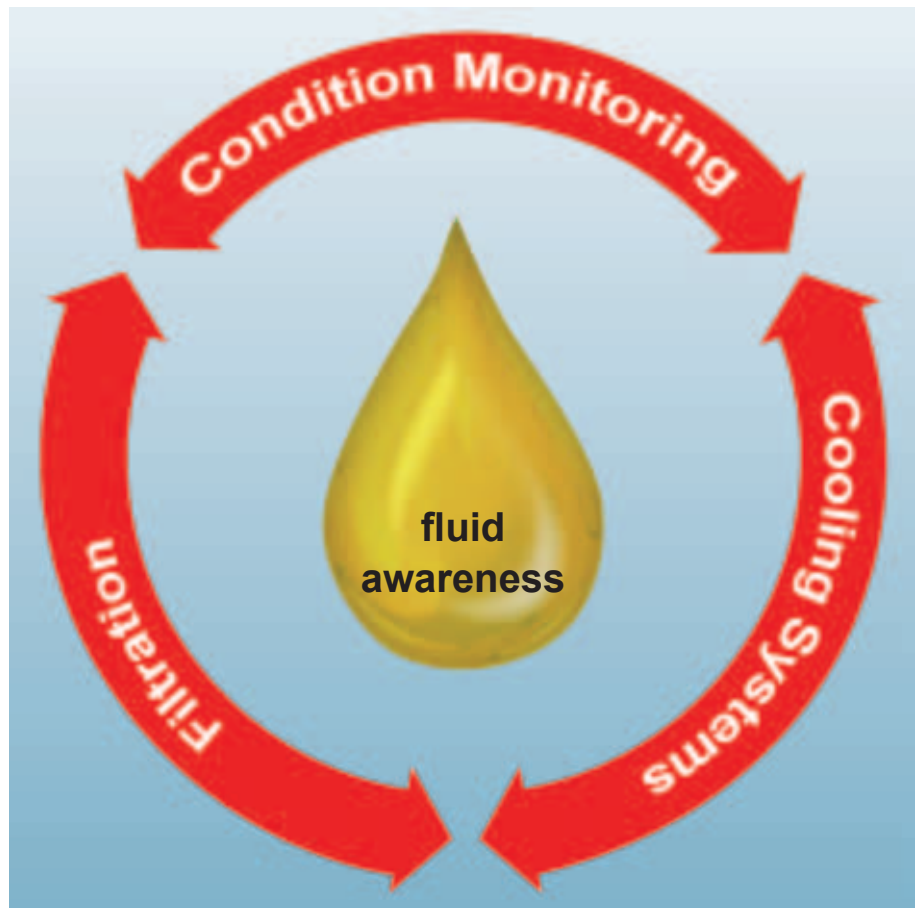 Condition Monitoring
fluid
awareness
Cooling Systems
Filtration